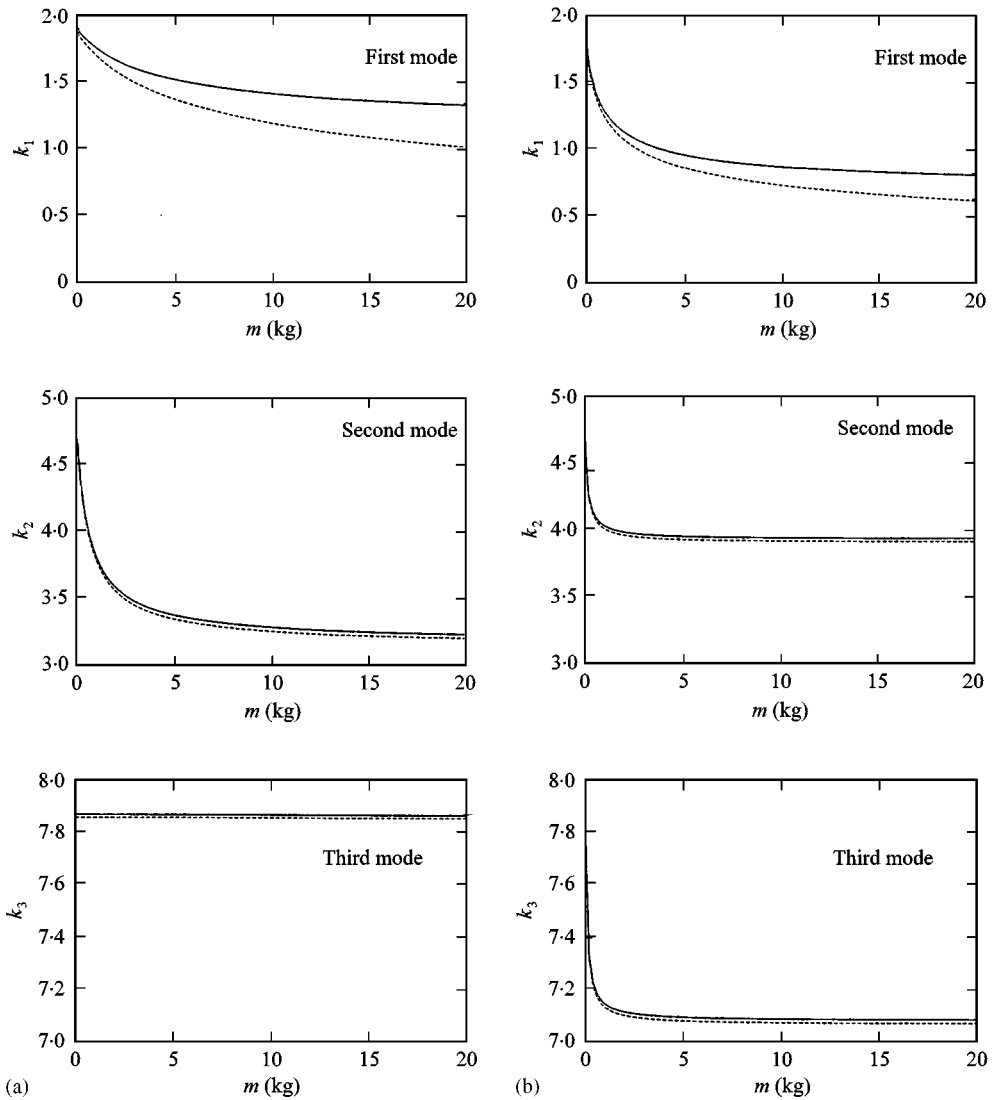 2·0
1·5
1·0
0·5
0
k1
First mode
0 5 10 15 20
m (kg)
2·0
1·5
1·0
0·5
0
k1
First mode
0 5 10 15 20
m (kg)
5·0
4·5
4·0
3·5
3·0
k2
Second mode
0 5 10 15 20
m (kg)
5·0
4·5
4·0
3·5
3·0
k2
Second mode
0 5 10 15 20
m (kg)
8·0
7·8
7·6
7·4
7·2
7·0
k3
Third mode
0 5 10 15 20
(a)
m (kg)
8·0
7·8
7·6
7·4
7·2
7·0
k3
Third mode
0 5 10 15 20
(b)
m (kg)